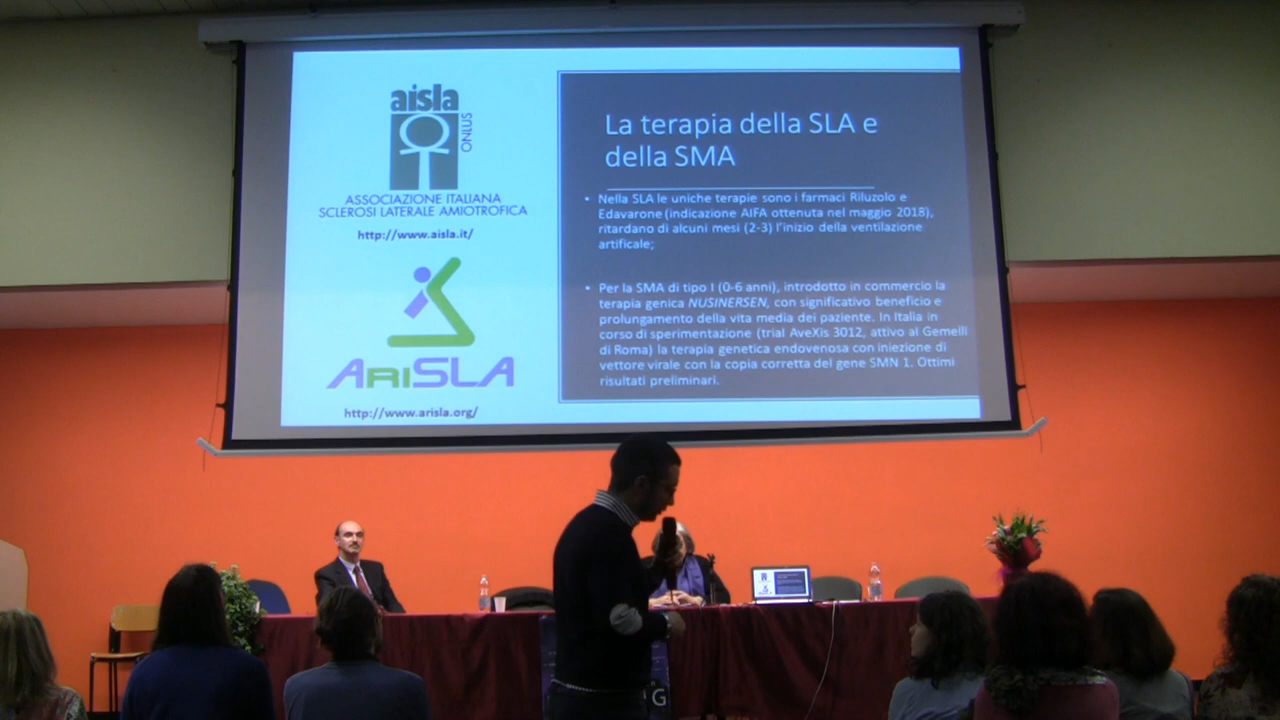 aisla
ONLUS
ASSOCIAZIONE ITALIANA
SCLEROSI LATERALE AMIOTROFICA
http://www.aisla.it/
ARiSLA
http://www.arisla.org/
La terapia della SLA e
della SMA
• Nella SLA le uniche terapie sono i farmaci Riluzolo e
Edavarone (indicazione AIFA ottenuta nel maggio 2018),
ritardano di alcuni mesi (2-3) l'inizio della ventilazione
artificale;
• Per la SMA di tipo I (0-6 anni), introdotto in commercio la
terapia genica NUSINERSEN, con significativo beneficio e
prolungamento della vita media dei paziente. In Italia in
corso di sperimentazione (trial AveXis 3012, attivo al Gemelli
di Roma) la terapia genetica endovenosa con iniezione di
vettore virale con la copia corretta del gene SMN 1. Ottimi
risultati preliminari.
G